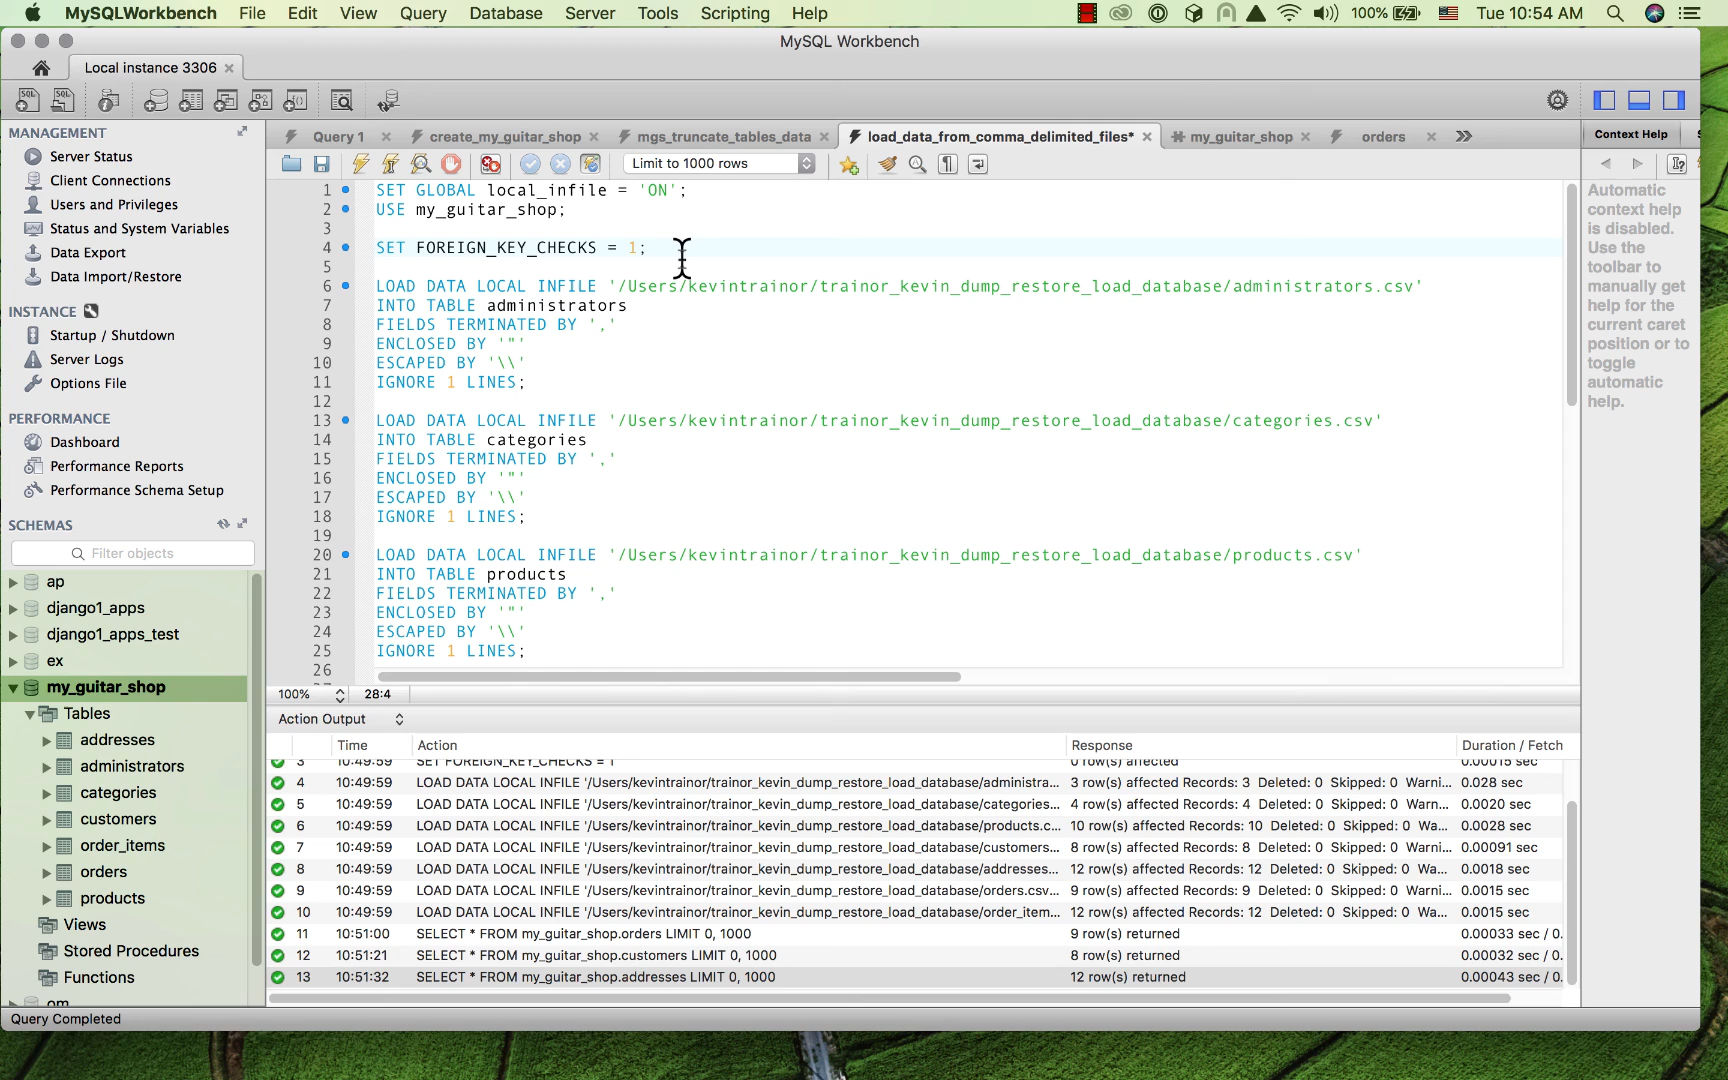 MySQLWorkbench File Edit View Query Database Server Tools Scripting Help 100% Tue 10:54 AM
MySQL Workbench
Local instance 3306
MANAGEMENT
Server Status
Client Connections
Users and Privileges
Status and System Variables
Data Export
Data Import/Restore
INSTANCE
Startup / Shutdown
Server Logs
Options File
PERFORMANCE
Dashboard
Performance Reports
Performance Schema Setup
SCHEMAS
Filter objects
ap
django1_apps
django1_apps_test
ex
my_guitar_shop
Tables
addresses
administrators
categories
customers
order_items
orders
products
Views
Stored Procedures
Functions
om
Query Completed
Query 1 create_my_guitar_shop mgs_truncate_tables_data load_data_from_comma_delimited_files* my_guitar_shop orders
Limit to 1000 rows
1 SET GLOBAL local_infile = 'ON';
2 USE my_guitar_shop;
3
4 SET FOREIGN_KEY_CHECKS = 1;
5
6 LOAD DATA LOCAL INFILE '/Users/kevintrainor/trainor_kevin_dump_restore_load_database/administrators.csv'
7 INTO TABLE administrators
8 FIELDS TERMINATED BY ','
9 ENCLOSED BY '"'
10 ESCAPED BY '\\'
11 IGNORE 1 LINES;
12
13 LOAD DATA LOCAL INFILE '/Users/kevintrainor/trainor_kevin_dump_restore_load_database/categories.csv'
14 INTO TABLE categories
15 FIELDS TERMINATED BY ','
16 ENCLOSED BY '"'
17 ESCAPED BY '\\'
18 IGNORE 1 LINES;
19
20 LOAD DATA LOCAL INFILE '/Users/kevintrainor/trainor_kevin_dump_restore_load_database/products.csv'
21 INTO TABLE products
22 FIELDS TERMINATED BY ','
23 ENCLOSED BY '"'
24 ESCAPED BY '\\'
25 IGNORE 1 LINES;
26
100% 28:4
Action Output
Time Action Response Duration / Fetch
3 10:49:59 SET FOREIGN_KEY_CHECKS = 1 0 row(s) affected 0.00015 sec
4 10:49:59 LOAD DATA LOCAL INFILE '/Users/kevintrainor/trainor_kevin_dump_restore_load_database/administra... 3 row(s) affected Records: 3 Deleted: 0 Skipped: 0 Warni... 0.028 sec
5 10:49:59 LOAD DATA LOCAL INFILE '/Users/kevintrainor/trainor_kevin_dump_restore_load_database/categories... 4 row(s) affected Records: 4 Deleted: 0 Skipped: 0 Warn... 0.0020 sec
6 10:49:59 LOAD DATA LOCAL INFILE '/Users/kevintrainor/trainor_kevin_dump_restore_load_database/products.c... 10 row(s) affected Records: 10 Deleted: 0 Skipped: 0 Wa... 0.0028 sec
7 10:49:59 LOAD DATA LOCAL INFILE '/Users/kevintrainor/trainor_kevin_dump_restore_load_database/customers... 8 row(s) affected Records: 8 Deleted: 0 Skipped: 0 Warni... 0.00091 sec
8 10:49:59 LOAD DATA LOCAL INFILE '/Users/kevintrainor/trainor_kevin_dump_restore_load_database/addresses... 12 row(s) affected Records: 12 Deleted: 0 Skipped: 0 Wa... 0.0018 sec
9 10:49:59 LOAD DATA LOCAL INFILE '/Users/kevintrainor/trainor_kevin_dump_restore_load_database/orders.csv... 9 row(s) affected Records: 9 Deleted: 0 Skipped: 0 Warni... 0.0015 sec
10 10:49:59 LOAD DATA LOCAL INFILE '/Users/kevintrainor/trainor_kevin_dump_restore_load_database/order_item... 12 row(s) affected Records: 12 Deleted: 0 Skipped: 0 Wa... 0.0015 sec
11 10:51:00 SELECT * FROM my_guitar_shop.orders LIMIT 0, 1000 9 row(s) returned 0.00033 sec / 0.
12 10:51:21 SELECT * FROM my_guitar_shop.customers LIMIT 0, 1000 8 row(s) returned 0.00032 sec / 0.
13 10:51:32 SELECT * FROM my_guitar_shop.addresses LIMIT 0, 1000 12 row(s) returned 0.00043 sec / 0.
Context Help
Automatic
context help
is disabled.
Use the
toolbar to
manually get
help for the
current caret
position or to
toggle
automatic
help.